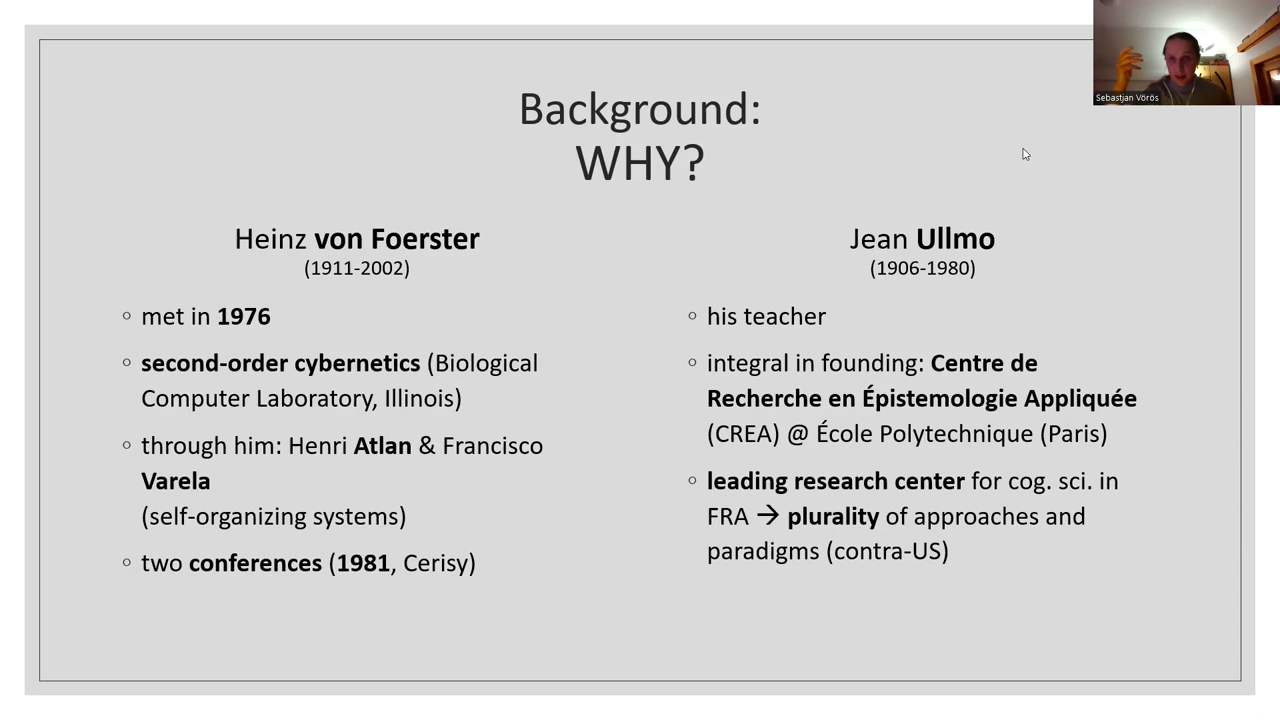 Sebastjan Vörös
Background:
WHY?
Heinz von Foerster
(1911-2002)
◦ met in 1976
◦ second-order cybernetics (Biological
Computer Laboratory, Illinois)
◦ through him: Henri Atlan & Francisco
Varela
(self-organizing systems)
◦ two conferences (1981, Cerisy)
Jean Ullmo
(1906-1980)
◦ his teacher
◦ integral in founding: Centre de
Recherche en Épistemologie Appliquée
(CREA) @ École Polytechnique (Paris)
◦ leading research center for cog. sci. in
FRA → plurality of approaches and
paradigms (contra-US)